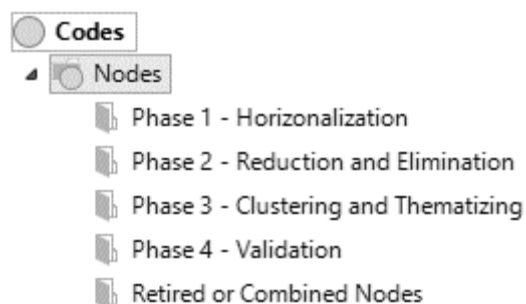 Codes
Nodes
Phase 1 - Horizonalization
Phase 2 - Reduction and Elimination
Phase 3 - Clustering and Thematizing
Phase 4 - Validation
Retired or Combined Nodes